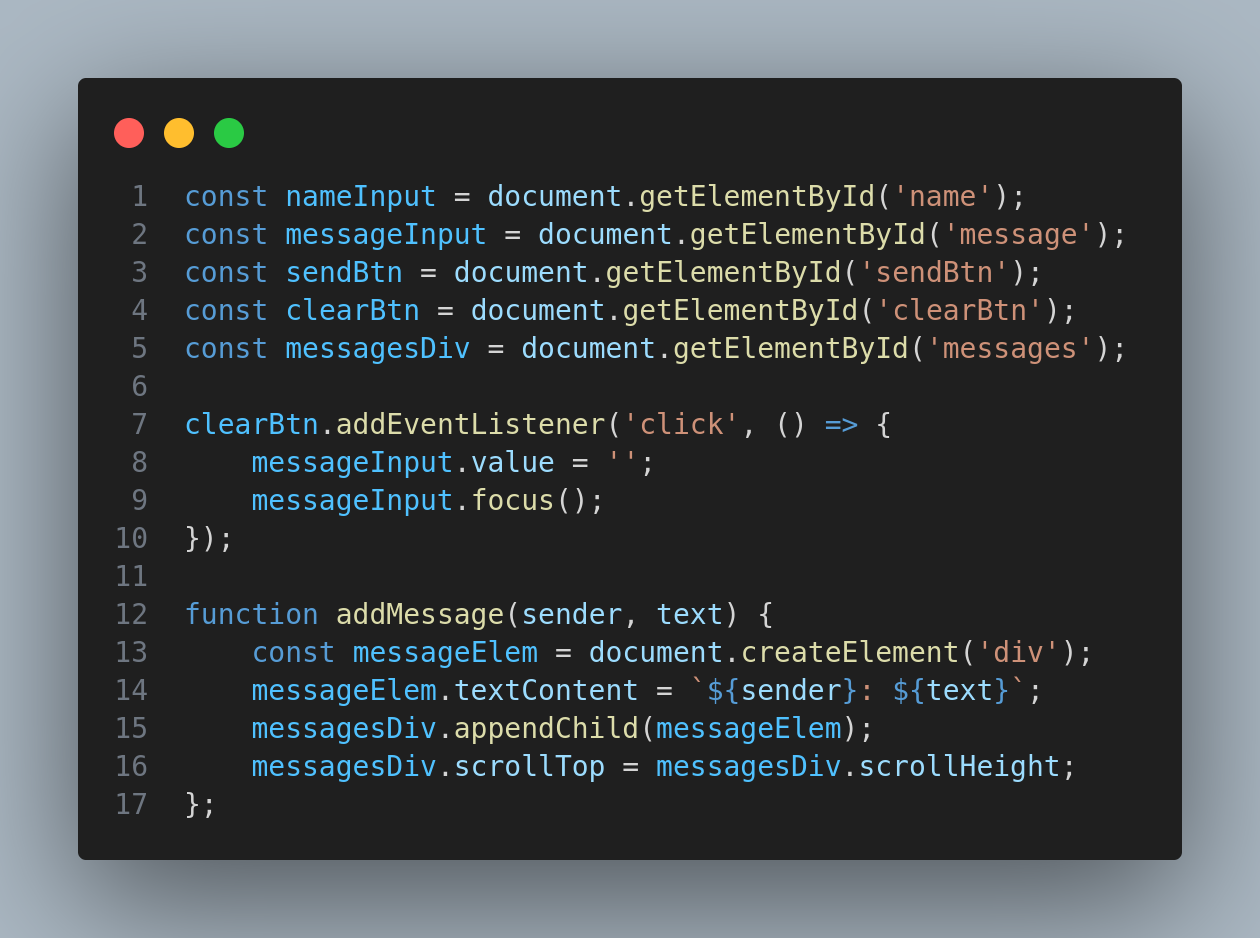 1 const nameInput = document.getElementById('name');
2 const messageInput = document.getElementById('message');
3 const sendBtn = document.getElementById('sendBtn');
4 const clearBtn = document.getElementById('clearBtn');
5 const messagesDiv = document.getElementById('messages');
6
7 clearBtn.addEventListener('click', () => {
8     messageInput.value = '';
9     messageInput.focus();
10 });
11
12 function addMessage(sender, text) {
13     const messageElem = document.createElement('div');
14     messageElem.textContent = `${sender}: ${text}`;
15     messagesDiv.appendChild(messageElem);
16     messagesDiv.scrollTop = messagesDiv.scrollHeight;
17 };